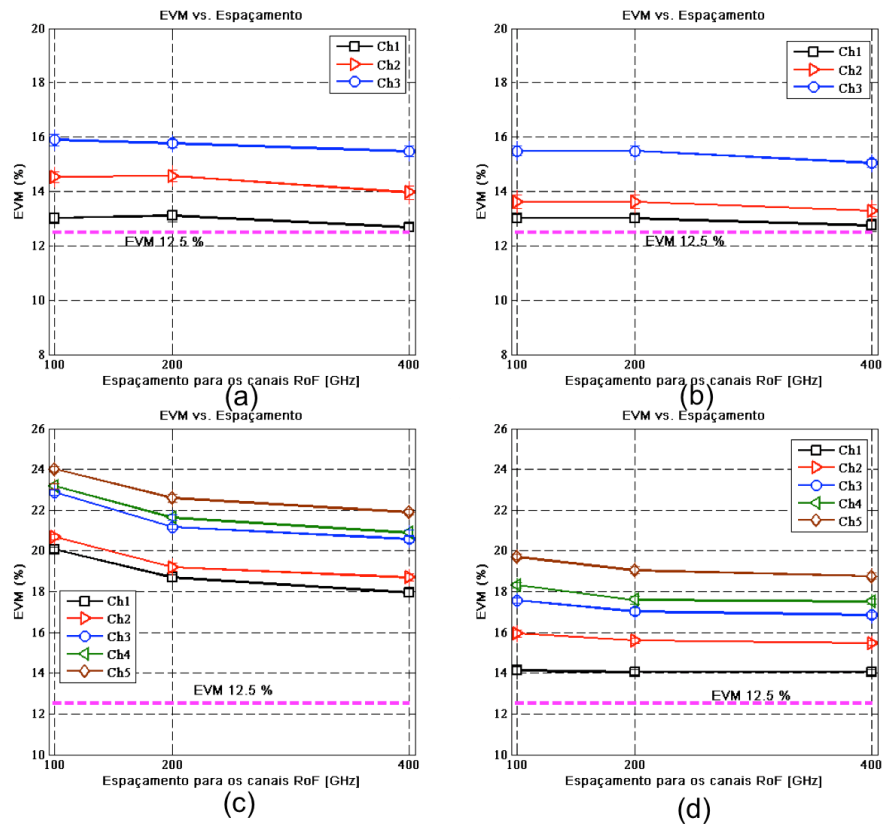 EVM vs. Espaçamento
20
18
16
14
12
10
8
EVM (%)
Ch1
Ch2
Ch3
EVM 12.5 %
100
200
400
Espaçamento para os canais RoF [GHz]
(a)
EVM vs. Espaçamento
20
18
16
14
12
10
8
EVM (%)
Ch1
Ch2
Ch3
EVM 12.5 %
100
200
400
Espaçamento para os canais RoF [GHz]
(b)
EVM vs. Espaçamento
26
24
22
20
18
16
14
12
10
EVM (%)
Ch1
Ch2
Ch3
Ch4
Ch5
EVM 12.5 %
100
200
400
Espaçamento para os canais RoF [GHz]
(c)
EVM vs. Espaçamento
26
24
22
20
18
16
14
12
10
EVM (%)
Ch1
Ch2
Ch3
Ch4
Ch5
EVM 12.5 %
100
200
400
Espaçamento para os canais RoF [GHz]
(d)